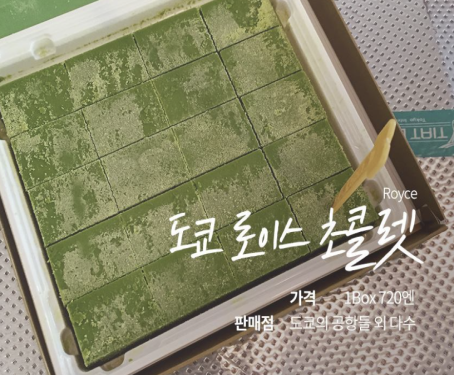 TIAT
Royce
도쿄 로이스 초콜렛
가격 1Box 720엔
판매점 도쿄의 공항들 외 다수